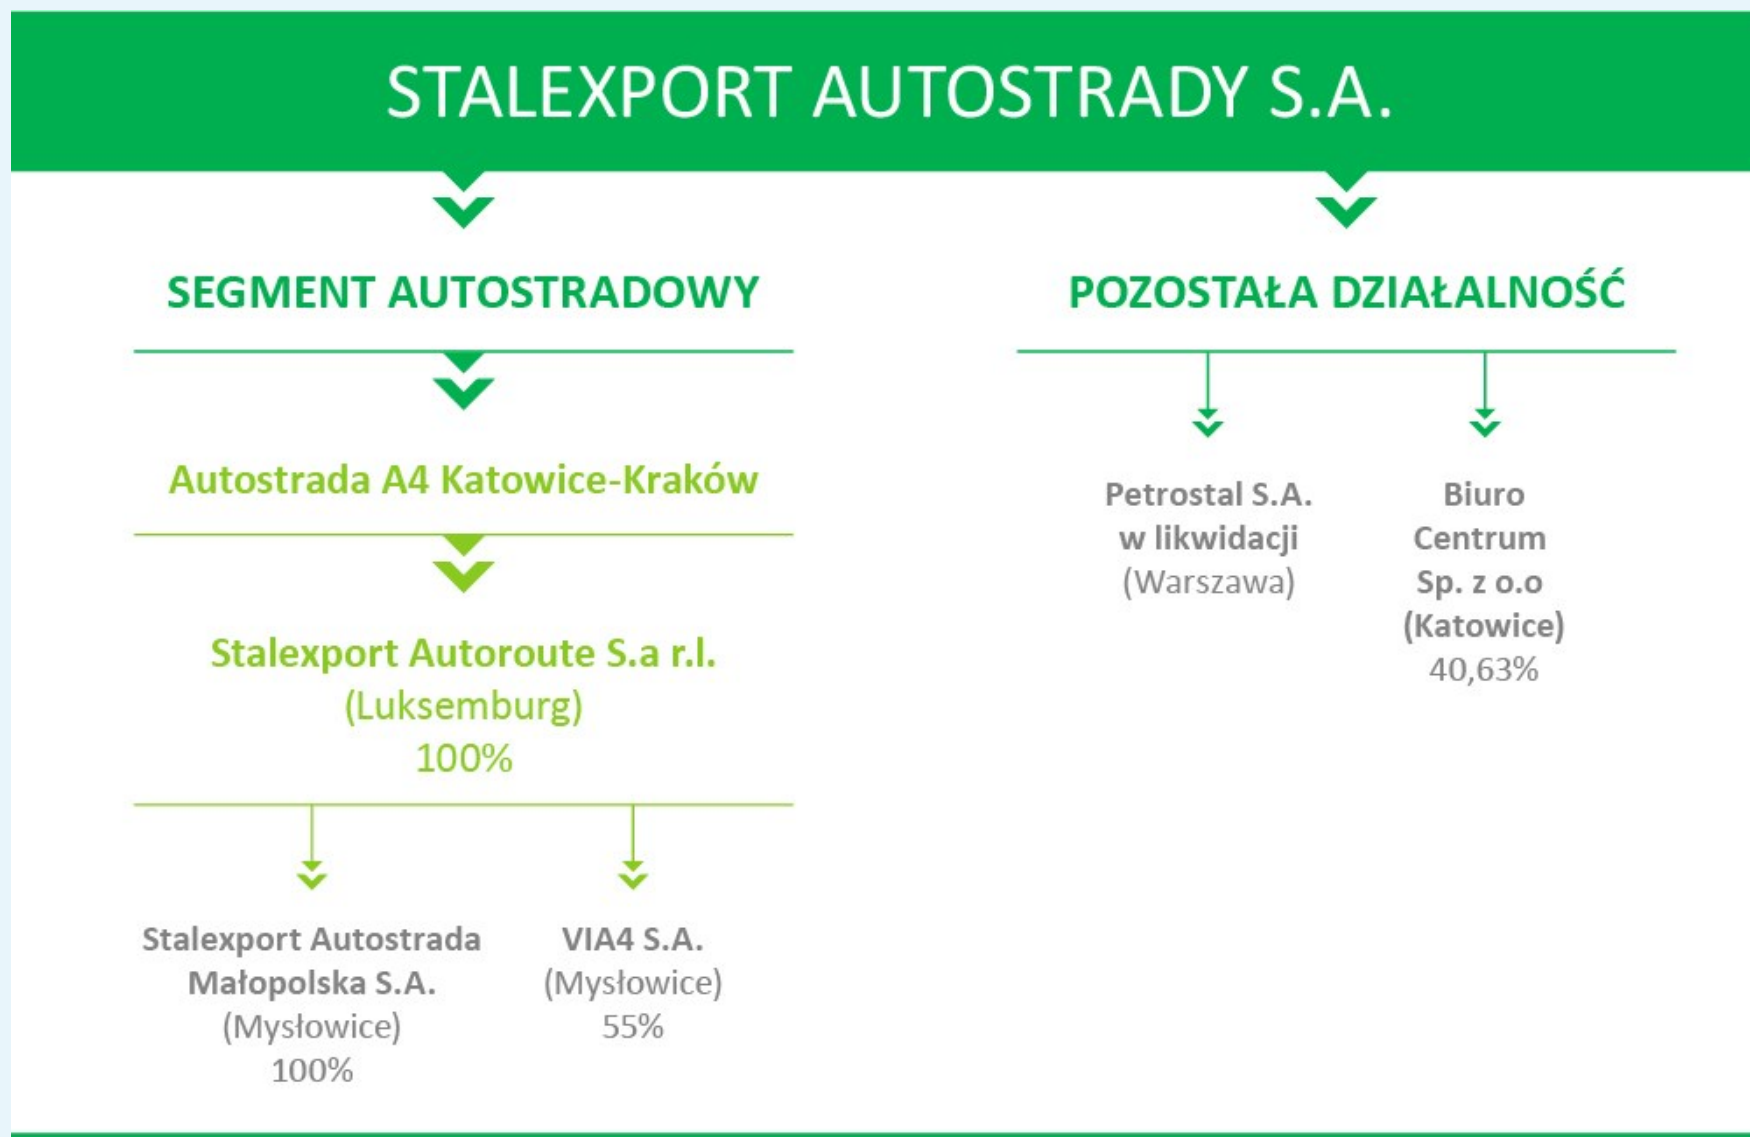 STALEXPORT AUTOSTRADY S.A.
SEGMENT AUTOSTRADOWY
Autostrada A4 Katowice-Kraków
Stalexport Autoroute S.a r.l.
(Luksemburg)
100%
Stalexport Autostrada
Małopolska S.A.
(Mysłowice)
100%
VIA4 S.A.
(Mysłowice)
55%
POZOSTAŁA DZIAŁALNOŚĆ
Petrostal S.A.
w likwidacji
(Warszawa)
Biuro
Centrum
Sp. z o.o
(Katowice)
40,63%